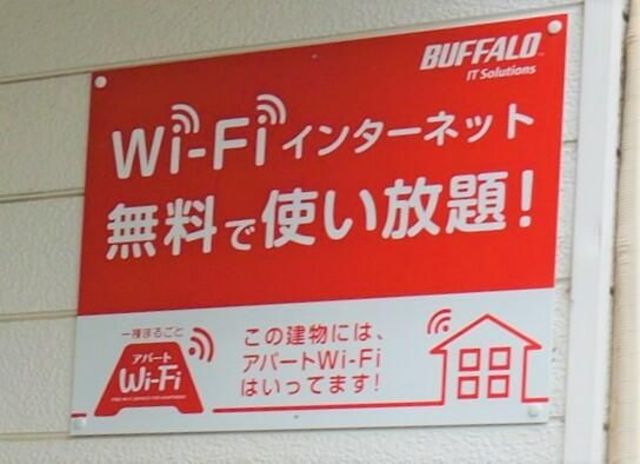 BUFFALO
IT Solutions
Wi-Fiインターネット
無料で使い放題!
一棟まるごと
アパート
Wi-Fi
この建物には、
アパートWi-Fi
はいってます!